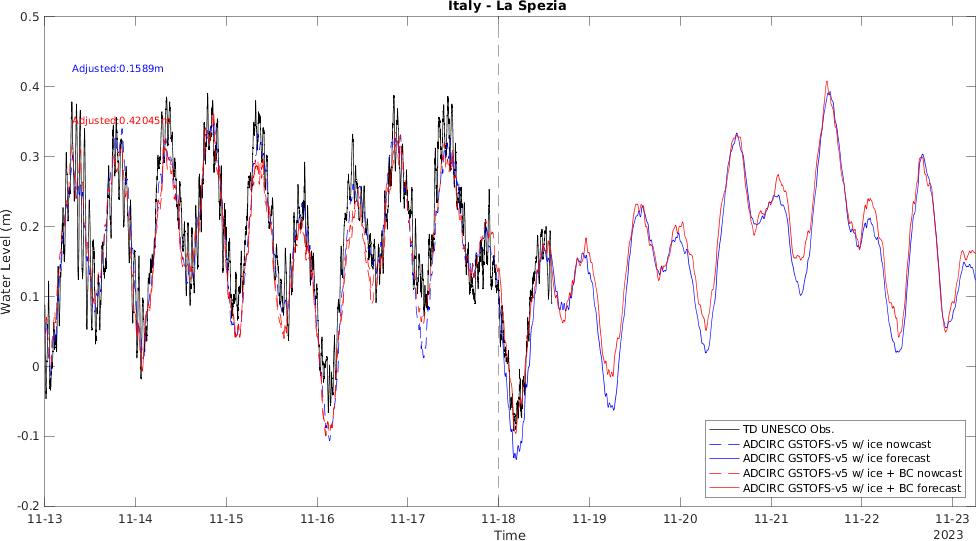 Italy - La Spezia
Adjusted:0.1589m
Adjusted:0.42045m
Water Level (m)
0.5
0.4
0.3
0.2
0.1
0
-0.1
-0.2
TD UNESCO Obs.
ADCIRC GSTOFS-v5 w/ ice nowcast
ADCIRC GSTOFS-v5 w/ ice forecast
ADCIRC GSTOFS-v5 w/ ice + BC nowcast
ADCIRC GSTOFS-v5 w/ ice + BC forecast
11-13 11-14 11-15 11-16 11-17 11-18 11-19 11-20 11-21 11-22 11-23
Time
2023